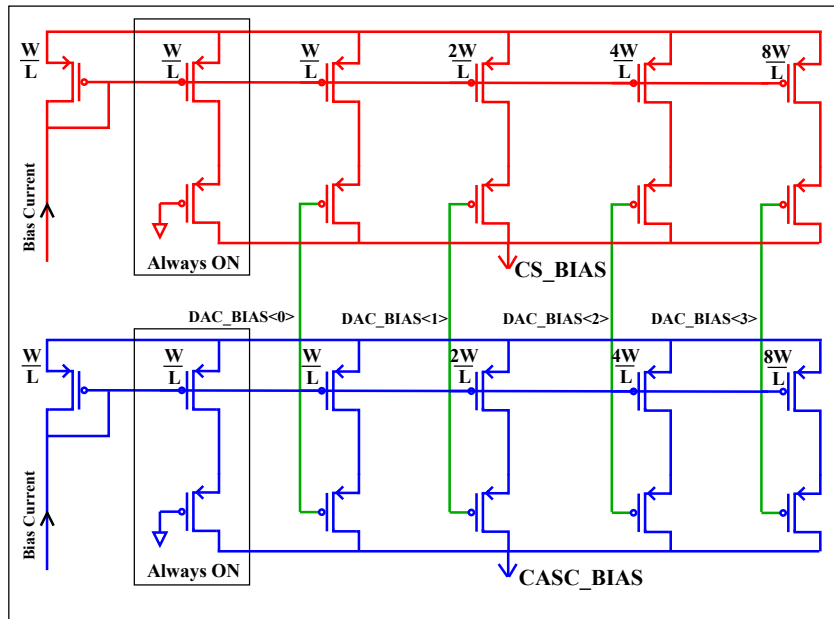 W/L W/L W/L 2W/L 4W/L 8W/L
Bias Current
Always ON
CS_BIAS
DAC_BIAS<0> DAC_BIAS<1> DAC_BIAS<2> DAC_BIAS<3>
W/L W/L W/L 2W/L 4W/L 8W/L
Bias Current
Always ON
CASC_BIAS